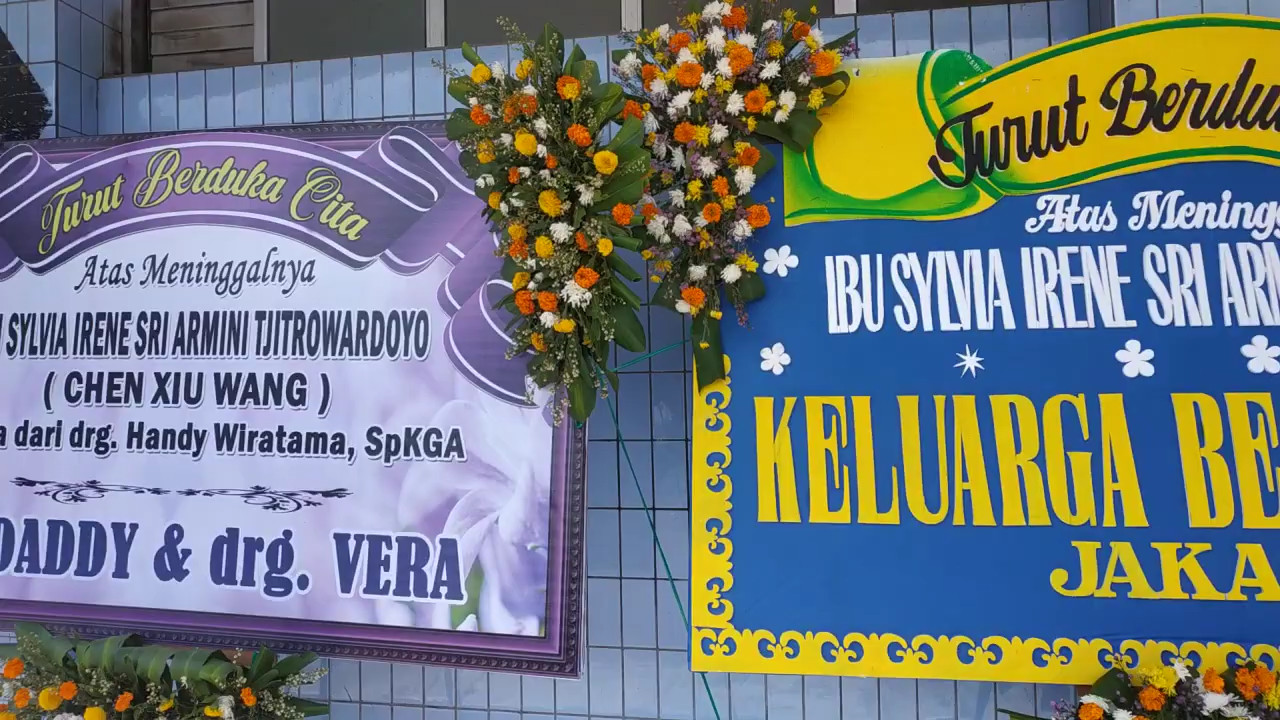 Turut Berduka Cita
Atas Meninggalnya
SYLVIA IRENE SRI ARMINI TJITROWARDOYO
( CHEN XIU WANG )
dari drg. Handy Wiratama, SpKGA
DADDY & drg. VERA
Turut Berdu
Atas Mening
IBU SYLVIA IRENE SRI AR
KELUARGA BE
JAKA